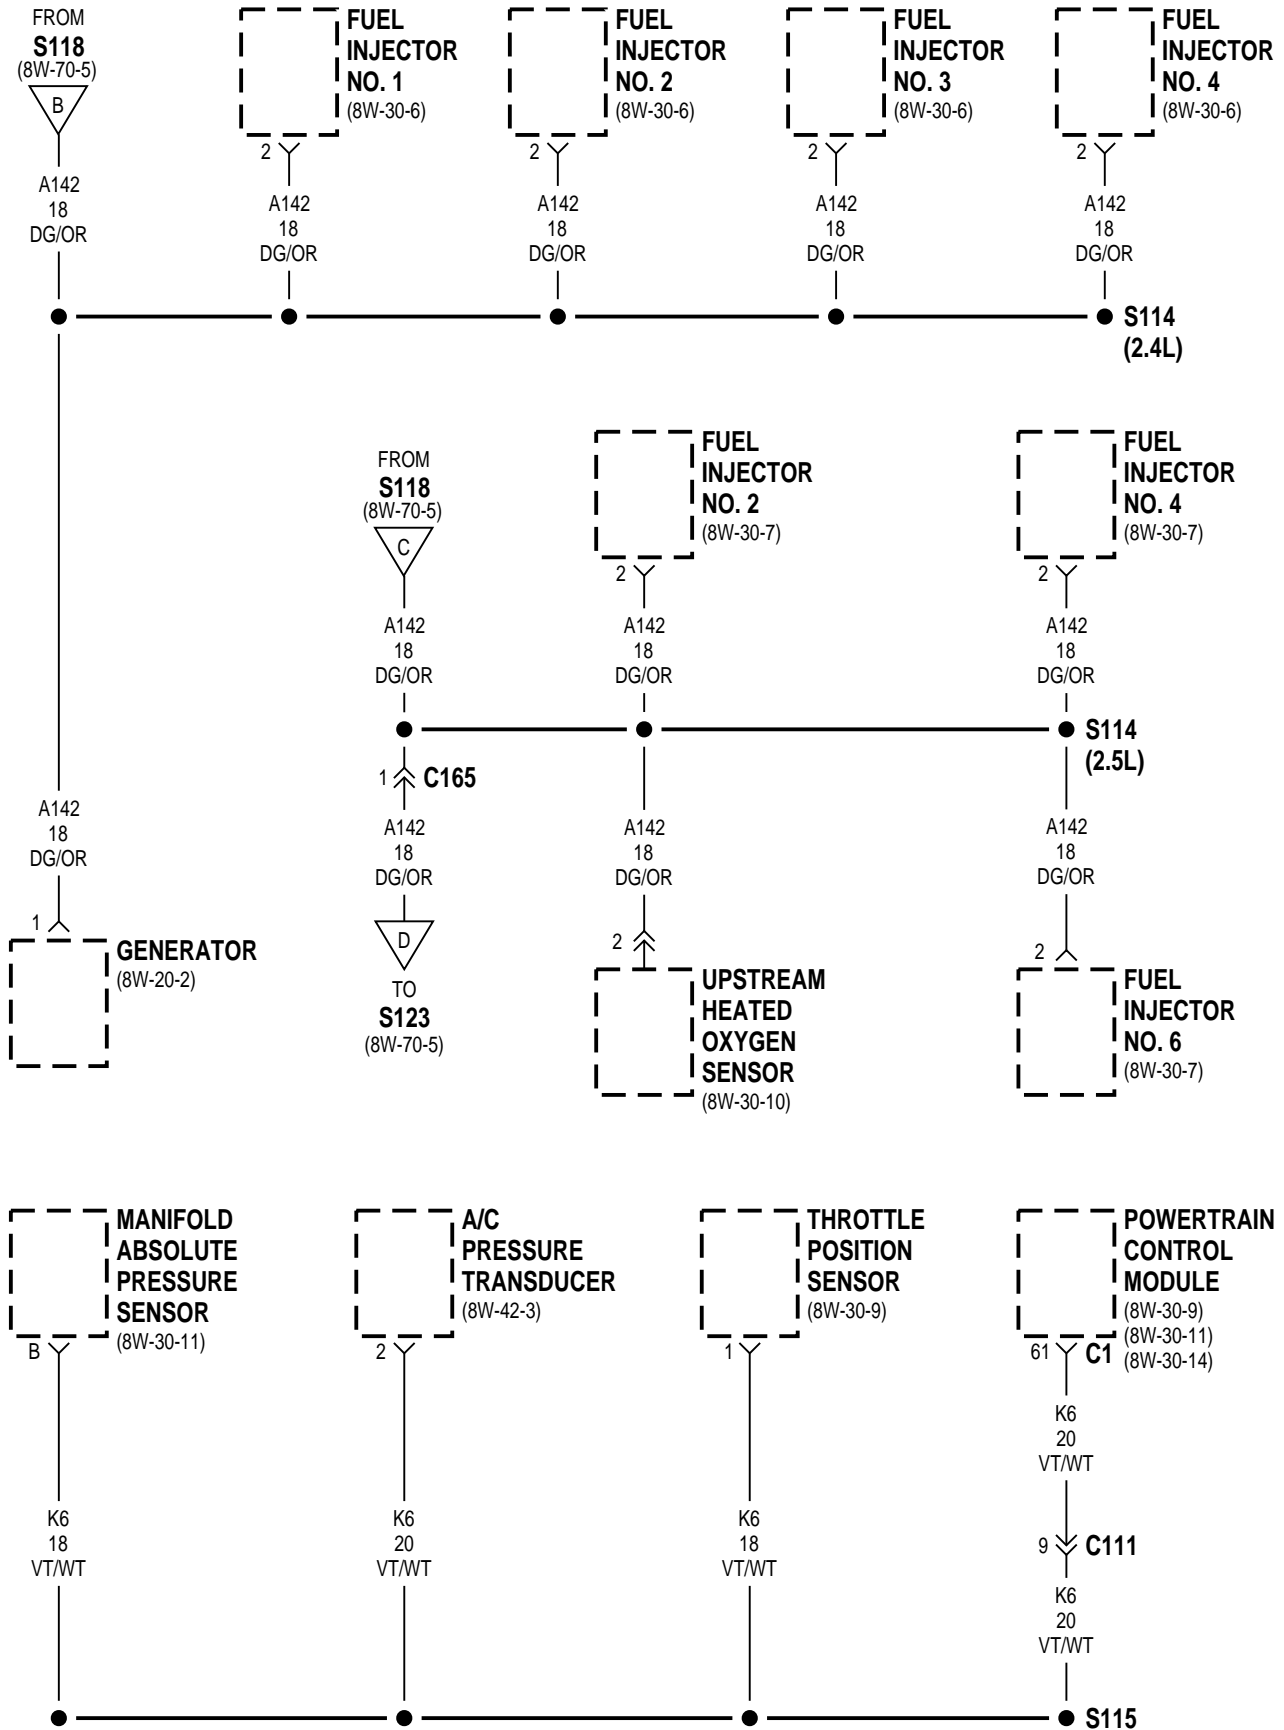 FROM
S118
(8W-70-5)
B
A142
18
DG/OR
FUEL
INJECTOR
NO. 1
(8W-30-6)
2
A142
18
DG/OR
FUEL
INJECTOR
NO. 2
(8W-30-6)
2
A142
18
DG/OR
FUEL
INJECTOR
NO. 3
(8W-30-6)
2
A142
18
DG/OR
FUEL
INJECTOR
NO. 4
(8W-30-6)
2
A142
18
DG/OR
S114
(2.4L)
A142
18
DG/OR
1
GENERATOR
(8W-20-2)
FROM
S118
(8W-70-5)
C
A142
18
DG/OR
1
C165
A142
18
DG/OR
D
TO
S123
(8W-70-5)
FUEL
INJECTOR
NO. 2
(8W-30-7)
2
A142
18
DG/OR
A142
18
DG/OR
2
UPSTREAM
HEATED
OXYGEN
SENSOR
(8W-30-10)
FUEL
INJECTOR
NO. 4
(8W-30-7)
2
A142
18
DG/OR
S114
(2.5L)
A142
18
DG/OR
2
FUEL
INJECTOR
NO. 6
(8W-30-7)
MANIFOLD
ABSOLUTE
PRESSURE
SENSOR
(8W-30-11)
B
K6
18
VT/WT
A/C
PRESSURE
TRANSDUCER
(8W-42-3)
2
K6
20
VT/WT
THROTTLE
POSITION
SENSOR
(8W-30-9)
1
K6
18
VT/WT
POWERTRAIN
CONTROL
MODULE
(8W-30-9)
(8W-30-11)
(8W-30-14)
61
C1
K6
20
VT/WT
9
C111
K6
20
VT/WT
S115